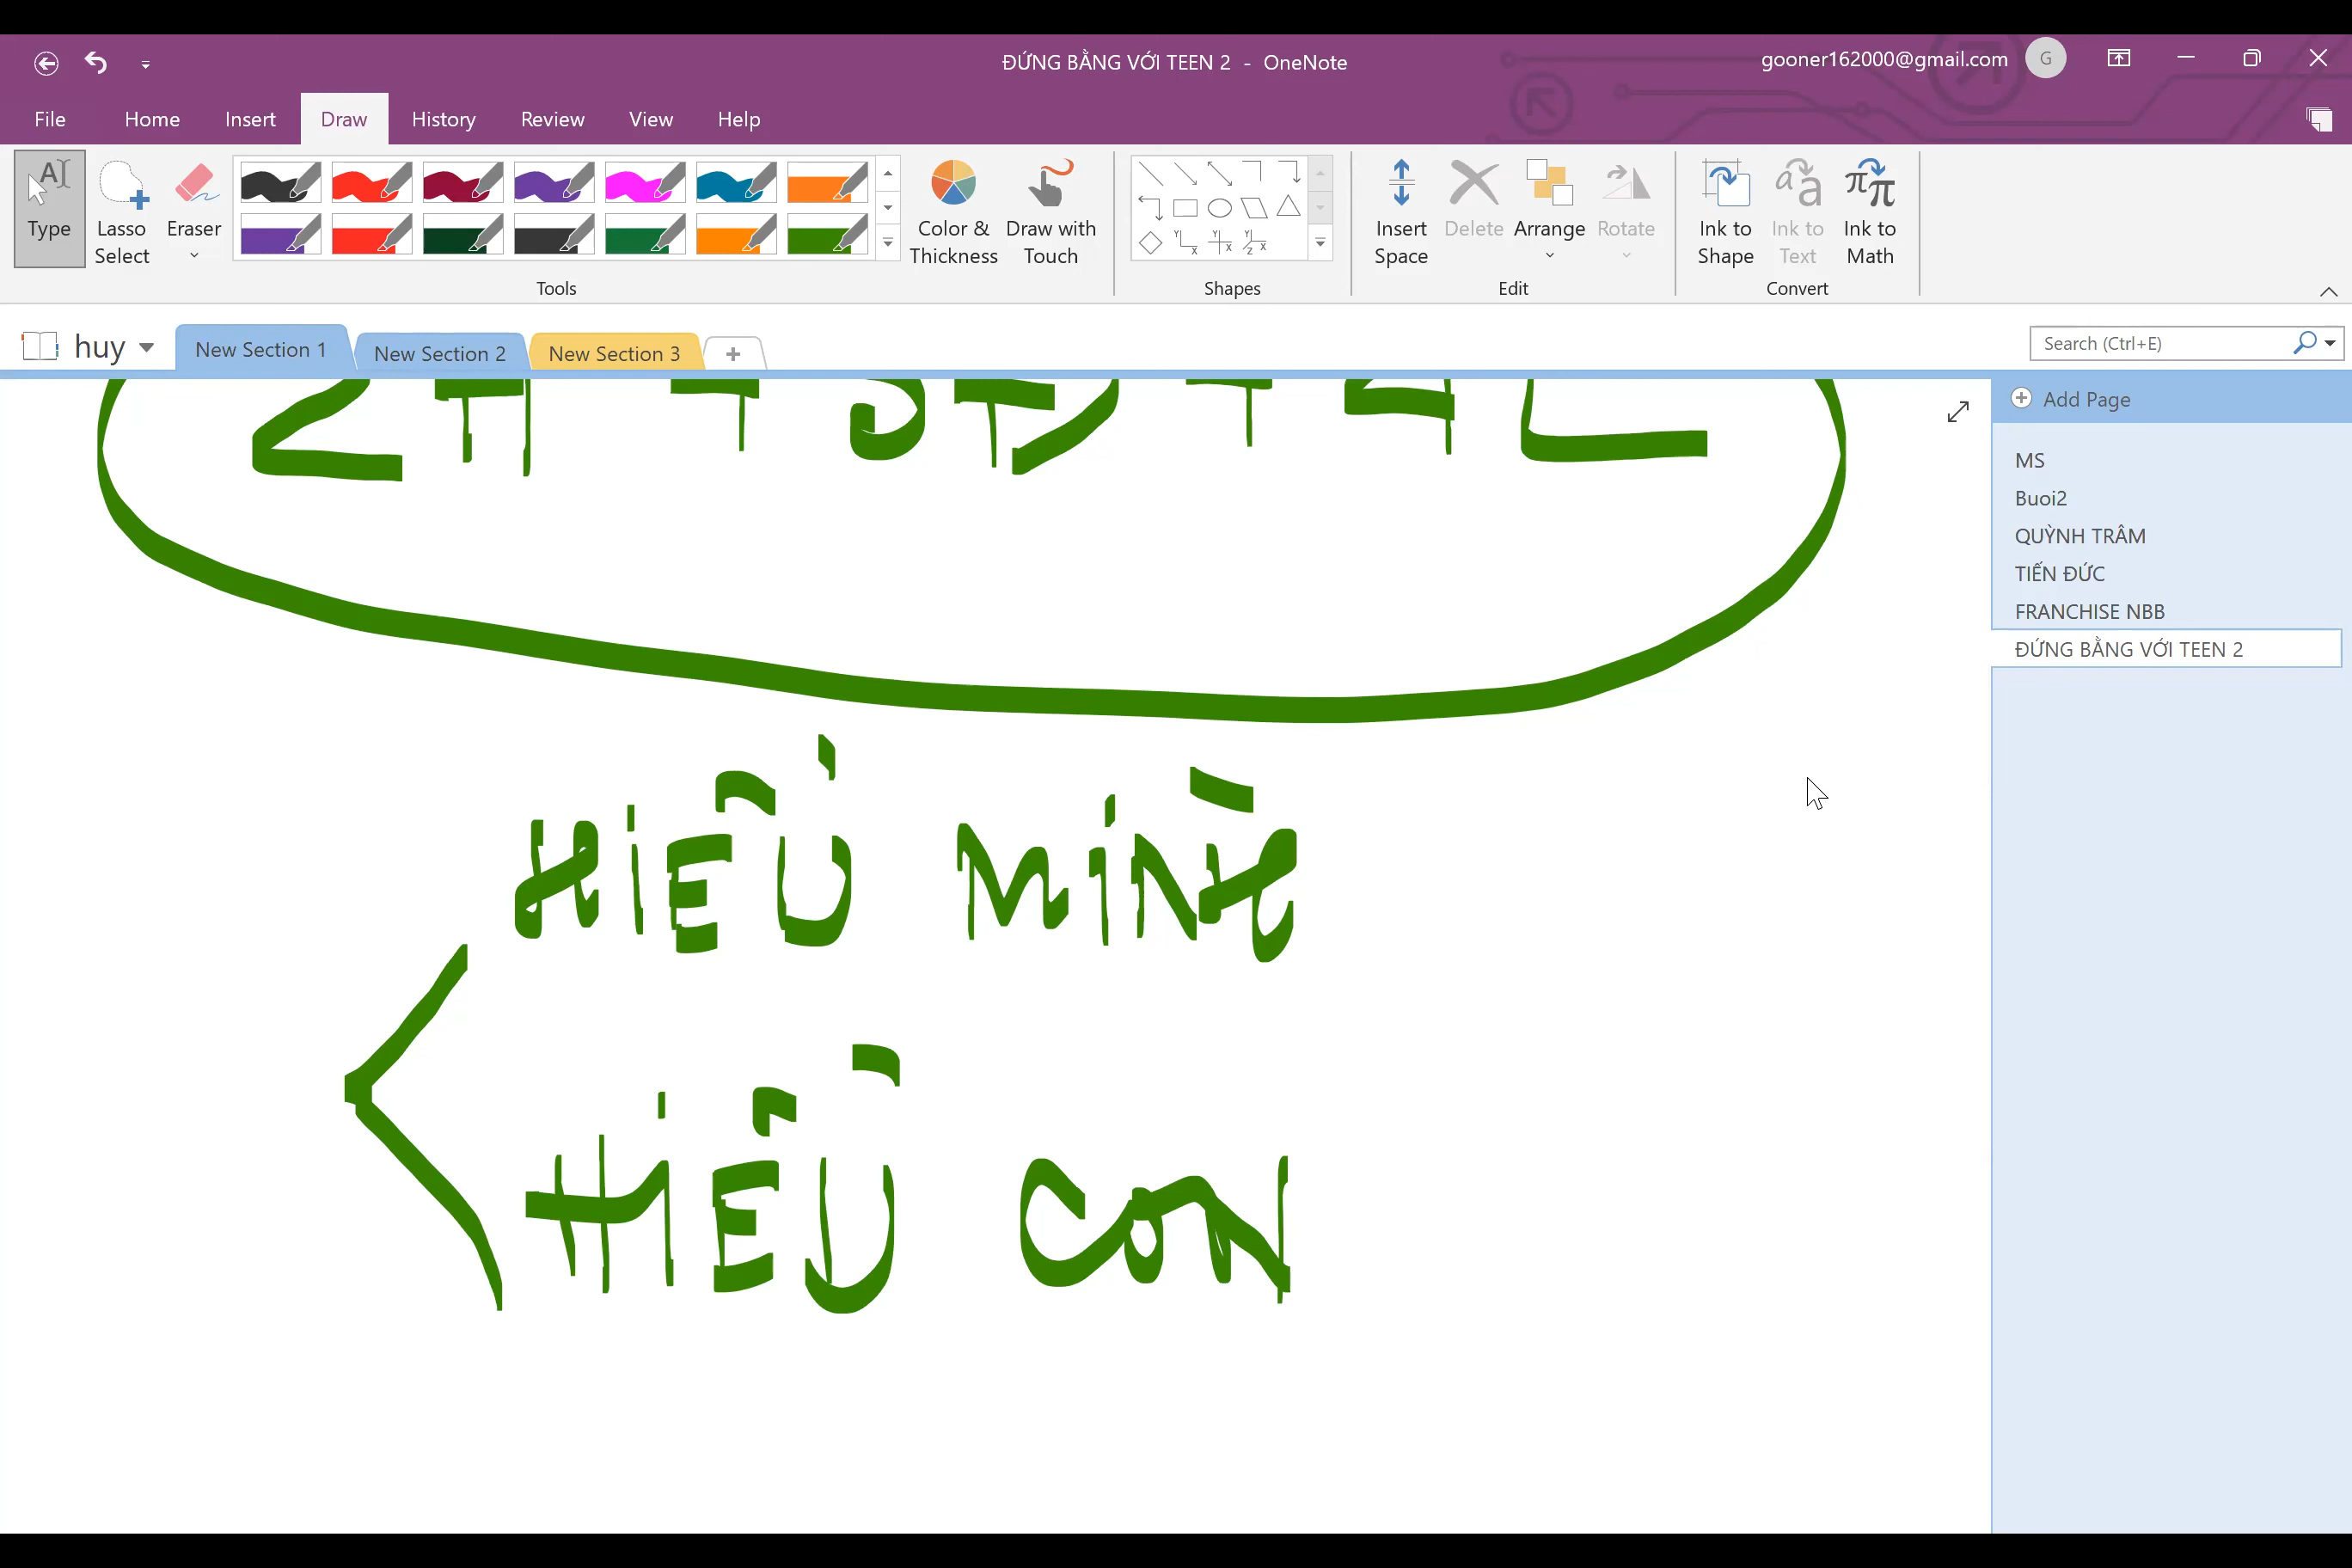 ĐỨNG BẰNG VỚI TEEN 2 - OneNote
gooner162000@gmail.com G
File Home Insert Draw History Review View Help
Type
Lasso Select
Eraser
Color & Thickness
Draw with Touch
Insert Space
Delete
Arrange
Rotate
Ink to Shape
Ink to Text
Ink to Math
Tools Shapes Edit Convert
huy New Section 1 New Section 2 New Section 3 +
Search (Ctrl+E)
Add Page
MS
Buoi2
QUỲNH TRÂM
TIẾN ĐỨC
FRANCHISE NBB
ĐỨNG BẰNG VỚI TEEN 2
HIỂU MÌNH
HIỂU CON